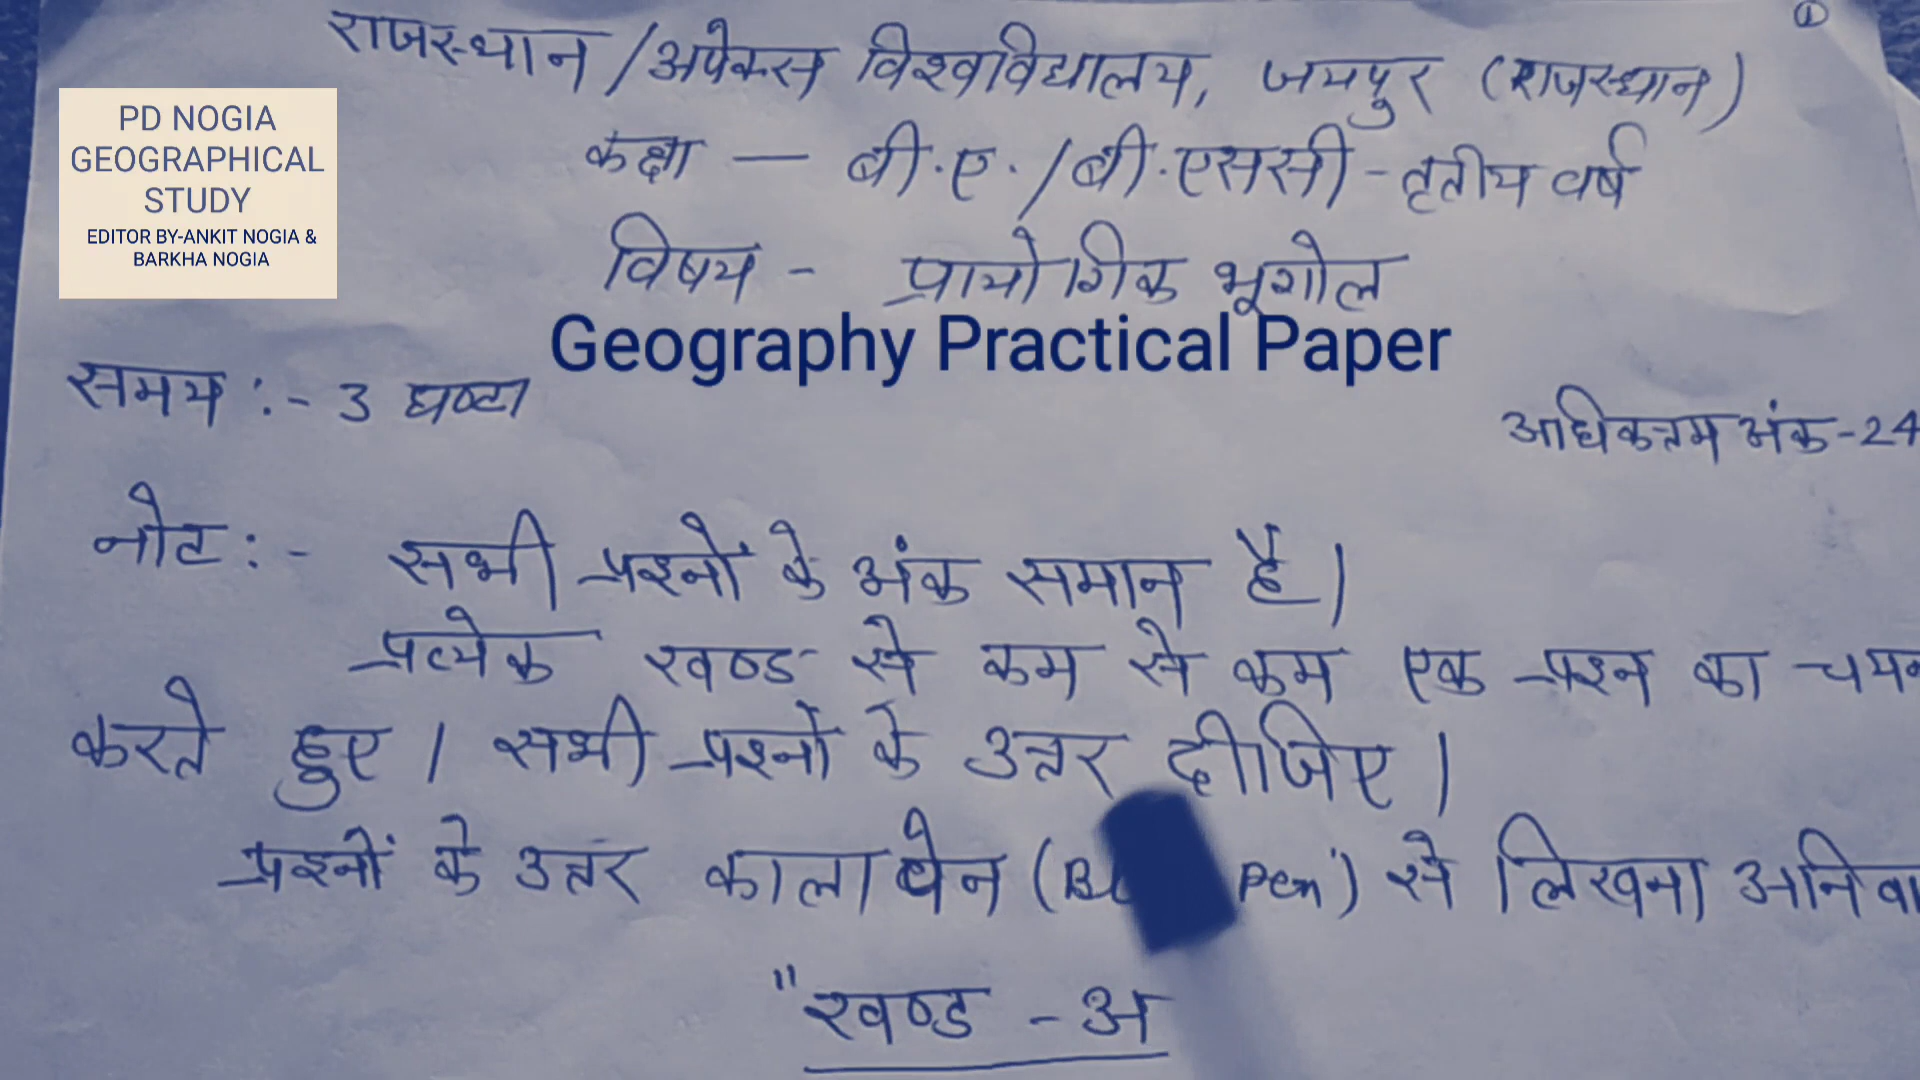 ①
राजस्थान / अपेक्स विश्वविद्यालय, जयपुर (राजस्थान)
PD NOGIA
GEOGRAPHICAL
STUDY
EDITOR BY-ANKIT NOGIA &
BARKHA NOGIA
कक्षा — बी.ए. / बी.एससी - तृतीय वर्ष
विषय - प्रायोगिक भूगोल
Geography Practical Paper
समय :- 3 घण्टा
अधिकतम अंक - 24
नोट :- सभी प्रश्नों के अंक समान है।
प्रत्येक खण्ड से कम से कम एक प्रश्न का चयन
करते हुए। सभी प्रश्नों के उत्तर दीजिए।
प्रश्नों के उत्तर काला पेन ( Pen) से लिखना
"खण्ड - अ